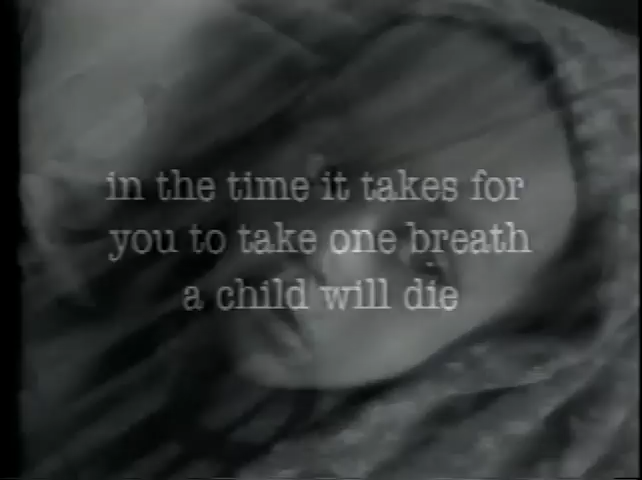 in the time it takes for
you to take one breath
a child will die